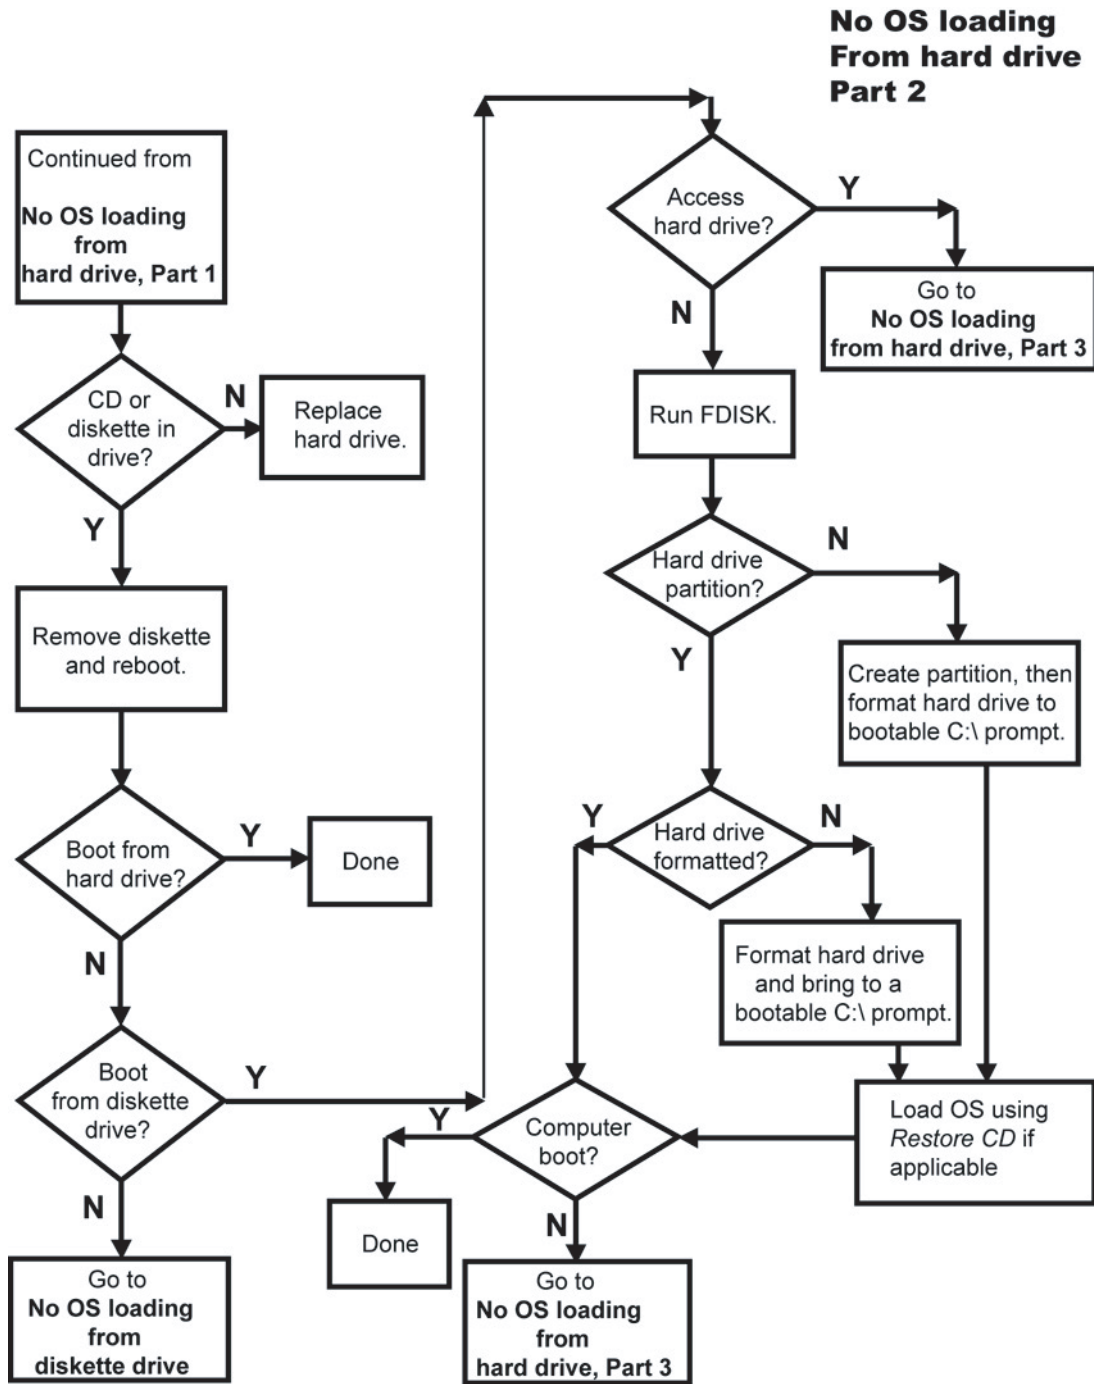 No OS loading
From hard drive
Part 2
Continued from
No OS loading
from
hard drive, Part 1
CD or
diskette in
drive?
N
Replace
hard drive.
Y
Remove diskette
and reboot.
Boot from
hard drive?
Y
Done
N
Boot
from diskette
drive?
Y
N
Go to
No OS loading
from
diskette drive
Access
hard drive?
Y
Go to
No OS loading
from hard drive, Part 3
N
Run FDISK.
Hard drive
partition?
N
Create partition, then
format hard drive to
bootable C:\ prompt.
Y
Hard drive
formatted?
Y
N
Format hard drive
and bring to a
bootable C:\ prompt.
Load OS using
Restore CD if
applicable
Computer
boot?
Y
Done
N
Go to
No OS loading
from
hard drive, Part 3